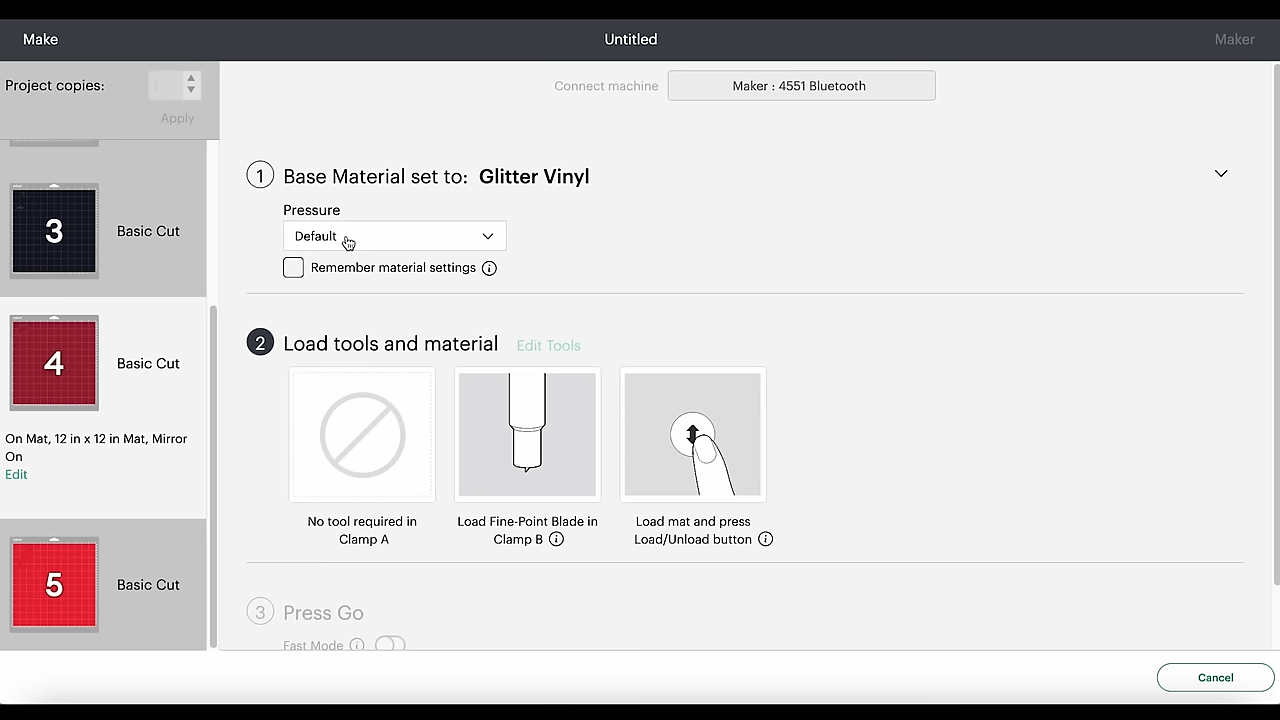 Make
Untitled
Maker
Project copies:
1
Apply
Connect machine
Maker : 4551 Bluetooth
3
Basic Cut
4
Basic Cut
On Mat, 12 in x 12 in Mat, Mirror
On
Edit
5
Basic Cut
1
Base Material set to: Glitter Vinyl
Pressure
Default
Remember material settings
2
Load tools and material
Edit Tools
No tool required in
Clamp A
Load Fine-Point Blade in
Clamp B
Load mat and press
Load/Unload button
3
Press Go
Fast Mode
Cancel